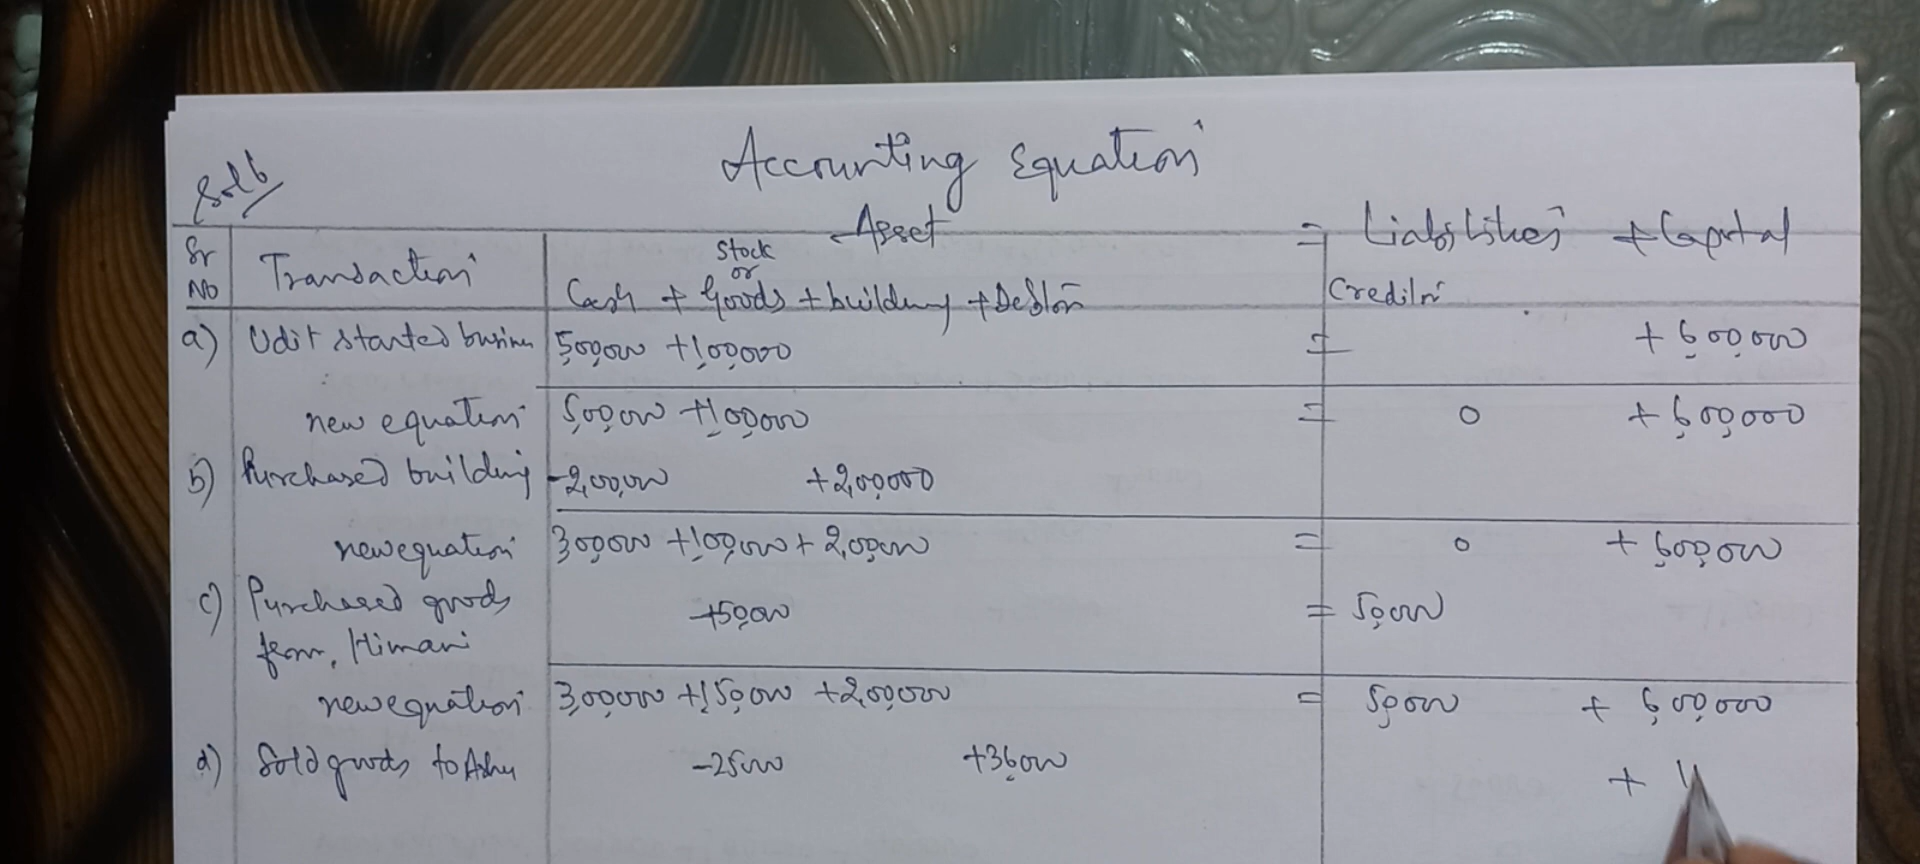 Accounting Equation
Sol 6
Asset = Liabilities + Capital
Sr No Transaction Cash + Stock or Goods + building + Debtors Creditors
a) Udit started business 5,00,000 + 1,00,000 = + 6,00,000
new equation 5,00,000 + 1,00,000 = 0 + 6,00,000
b) Purchased building -2,00,000 +2,00,000
new equation 3,00,000 + 1,00,000 + 2,00,000 = 0 + 6,00,000
c) Purchased goods +50,000 = 50,000
from, Himani
new equation 3,00,000 + 1,50,000 + 2,00,000 = 50,000 + 6,00,000
d) Sold goods to Ashu -25000 +36,000 +